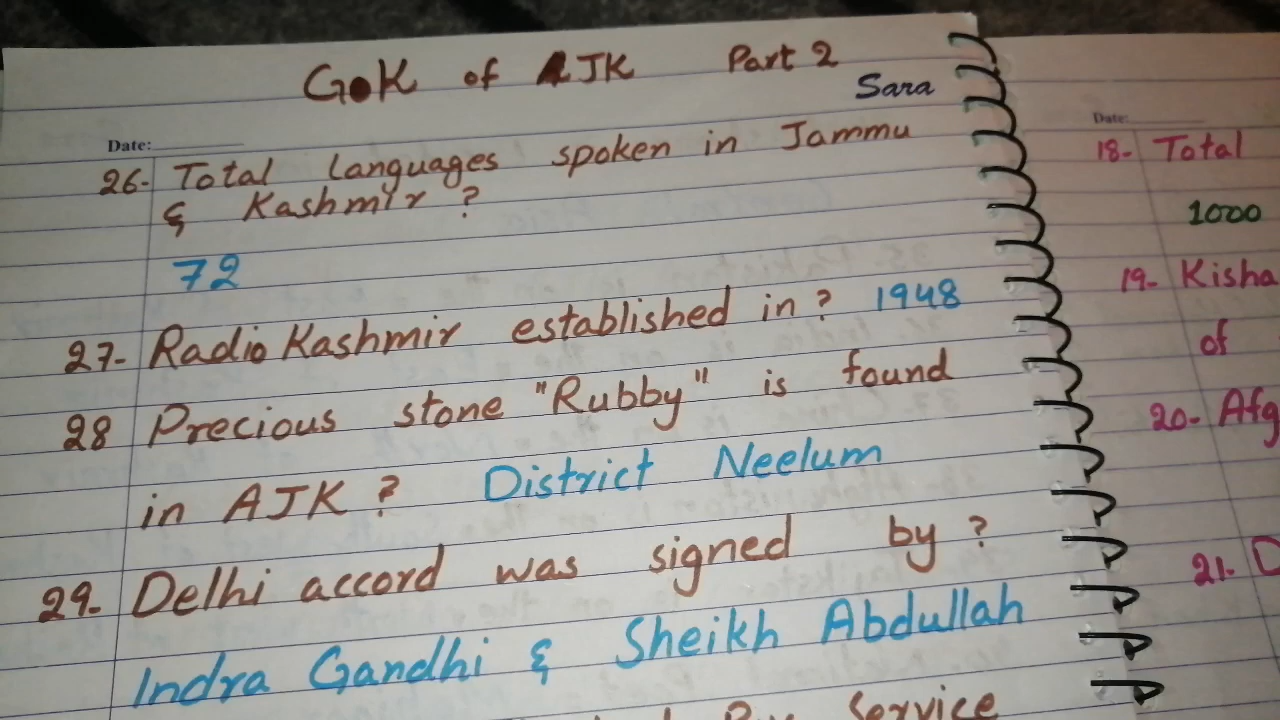 GOK of AJK Part 2
Sara
Date:
26- Total languages spoken in Jammu
& Kashmir ?
72
27- Radio Kashmir established in ? 1948
28 Precious stone "Rubby" is found
in AJK ? District Neelum
29- Delhi accord was signed by ?
Indra Gandhi & Sheikh Abdullah
service
Date:
18- Total
1000
19- Kisha
of
20- Afg
21- D